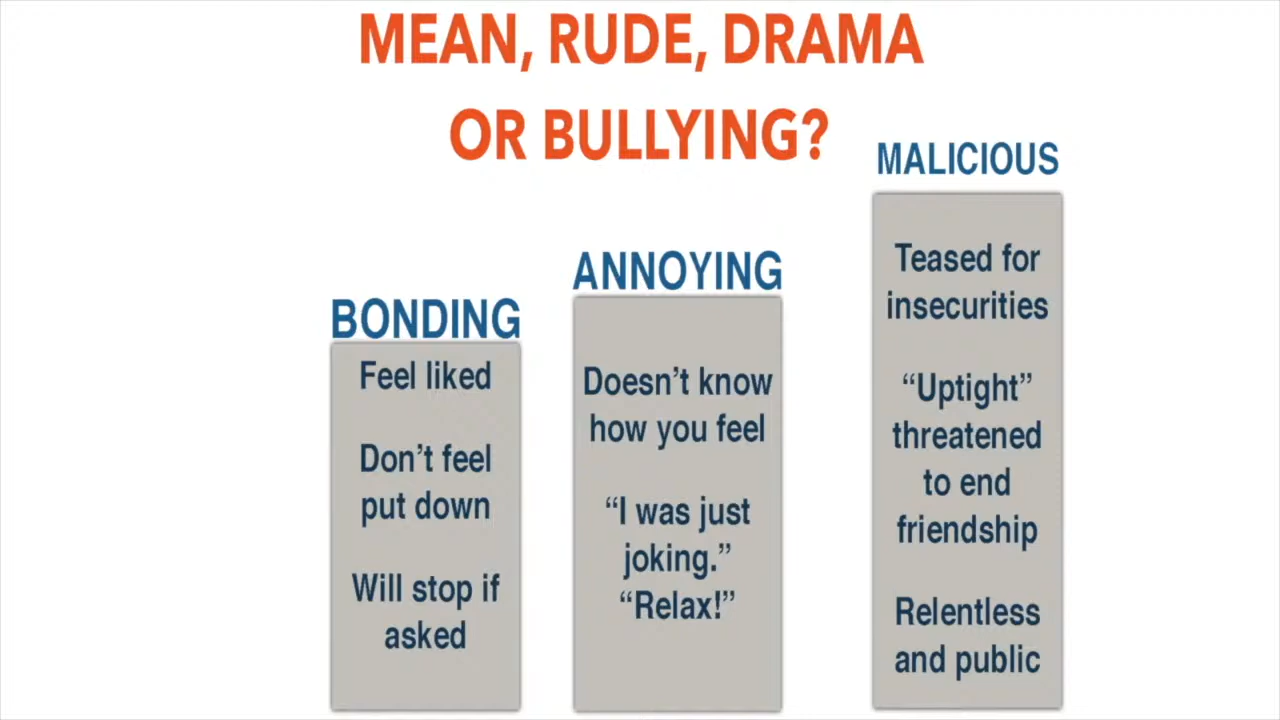 MEAN, RUDE, DRAMA
OR BULLYING?
BONDING
Feel liked
Don’t feel
put down
Will stop if
asked
ANNOYING
Doesn’t know
how you feel
“I was just
joking.”
“Relax!”
MALICIOUS
Teased for
insecurities
“Uptight”
threatened
to end
friendship
Relentless
and public